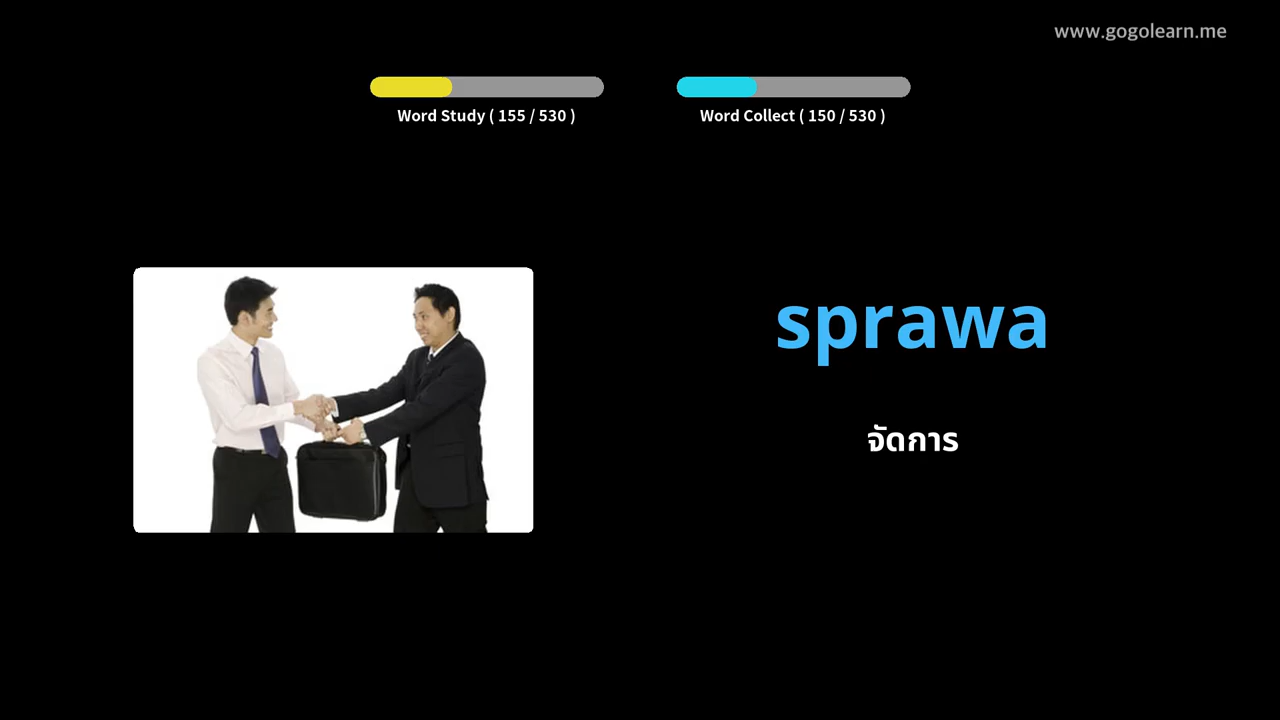 www.gogolearn.me
Word Study ( 155 / 530 )
Word Collect ( 150 / 530 )
sprawa
จัดการ